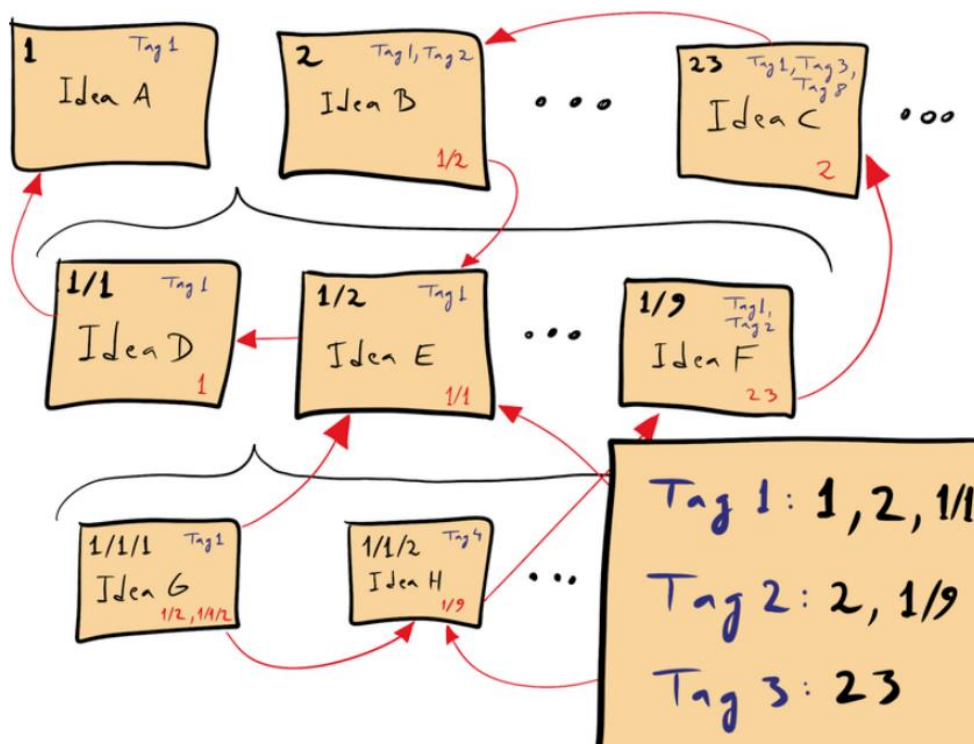 1 Tag 1
Idea A
2 Tag 1, Tag 2
Idea B
1/2
23 Tag 1, Tag 3,
Tag 8
Idea C
2
1/1 Tag 1
Idea D
1
1/2 Tag 1
Idea E
1/1
1/9 Tag 1,
Tag 2
Idea F
23
1/1/1 Tag 1
Idea G
1/2, 1/1/2
1/1/2 Tag 4
Idea H
1/9
Tag 1: 1, 2, 1/1
Tag 2: 2, 1/9
Tag 3: 23